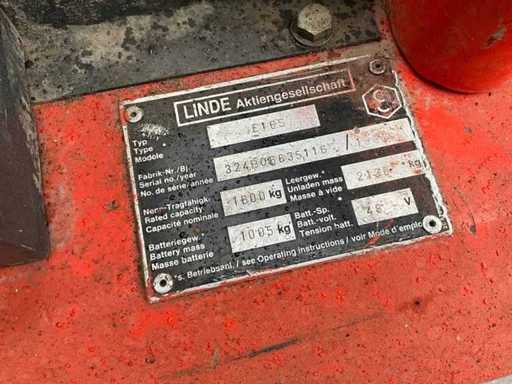 LINDE Aktiengesellschaft
Typ
Type
Modèle
E16S
Fabrik-Nr./Bj.
Serial no./year
No. de série/année
/
Nenn-Tragfähigk.
Rated capacity
Capacité nominale
1600 kg
Leergew.
Unladen mass
Masse à vide
kg
Batteriegew.
Battery mass
Masse batterie
1005 kg
Batt.-Sp.
Batt.-volt.
Tension batt.
48 V
*s. Betriebsanl. / see Operating instructions / voir Mode d'emploi